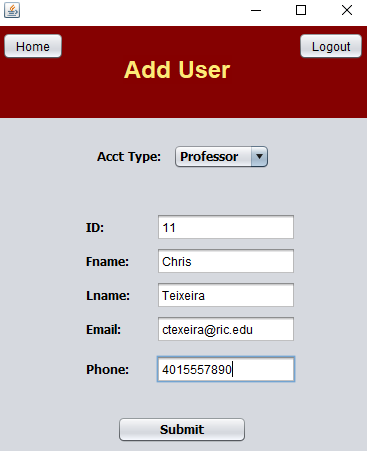 Home
Logout
Add User
Acct Type: Professor
ID: 11
Fname: Chris
Lname: Teixeira
Email: ctexeira@ric.edu
Phone: 4015557890
Submit